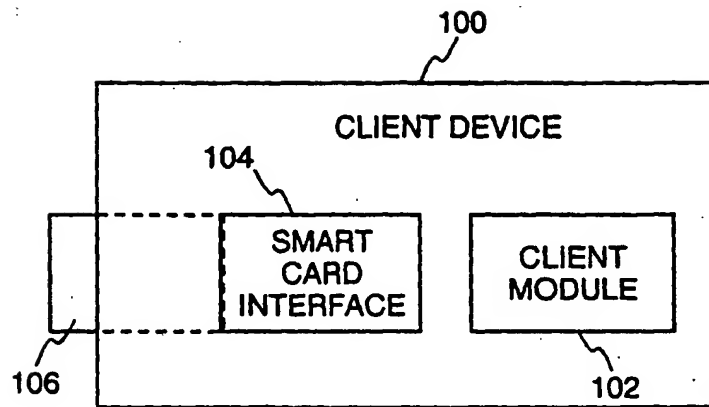 100
CLIENT DEVICE
104
SMART
CARD
INTERFACE
CLIENT
MODULE
106
102